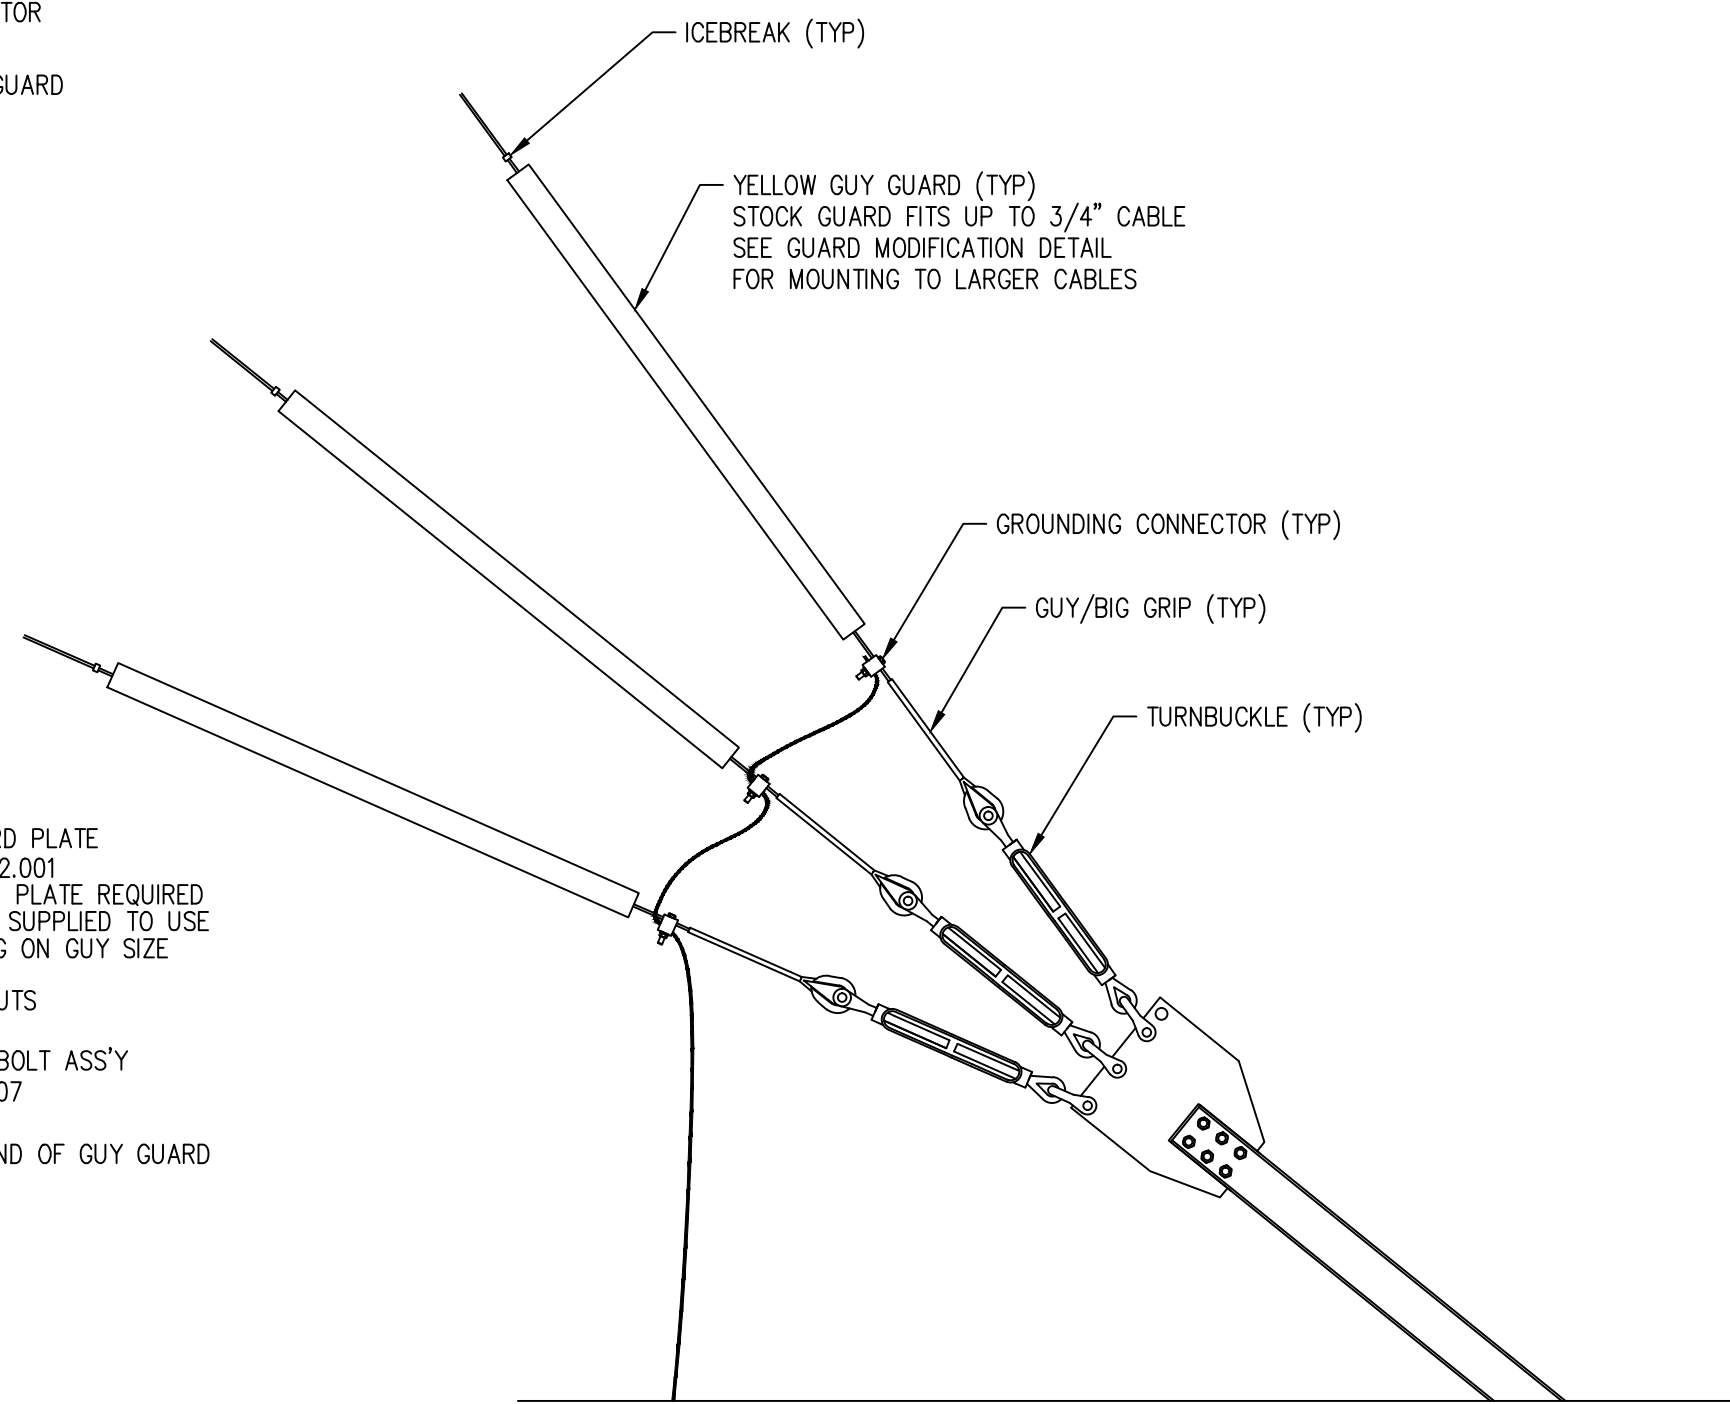 TOR
GUARD
ICEBREAK (TYP)
YELLOW GUY GUARD (TYP)
STOCK GUARD FITS UP TO 3/4" CABLE
SEE GUARD MODIFICATION DETAIL
FOR MOUNTING TO LARGER CABLES
GROUNDING CONNECTOR (TYP)
GUY/BIG GRIP (TYP)
TURNBUCKLE (TYP)
RD PLATE
2.001
PLATE REQUIRED
SUPPLIED TO USE
G ON GUY SIZE
UTS
BOLT ASS'Y
07
ND OF GUY GUARD